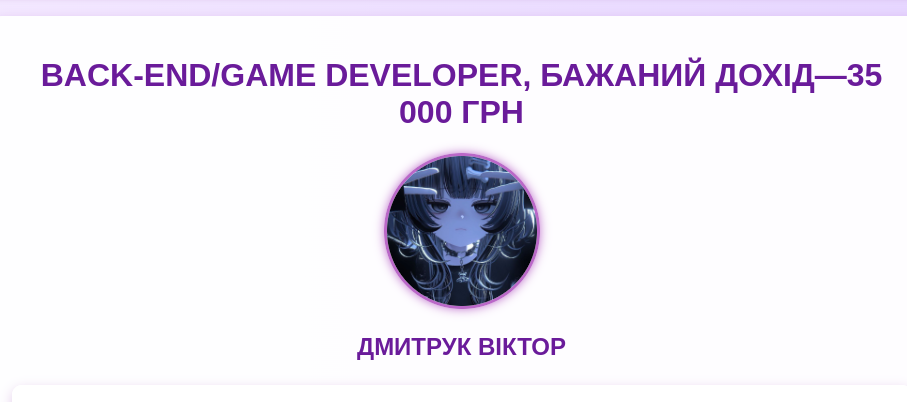 BACK-END/GAME DEVELOPER, БАЖАНИЙ ДОХІД—35
000 ГРН
ДМИТРУК ВІКТОР